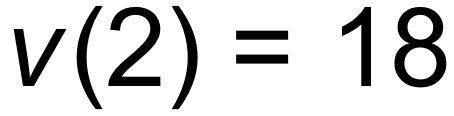 v(2) = 18